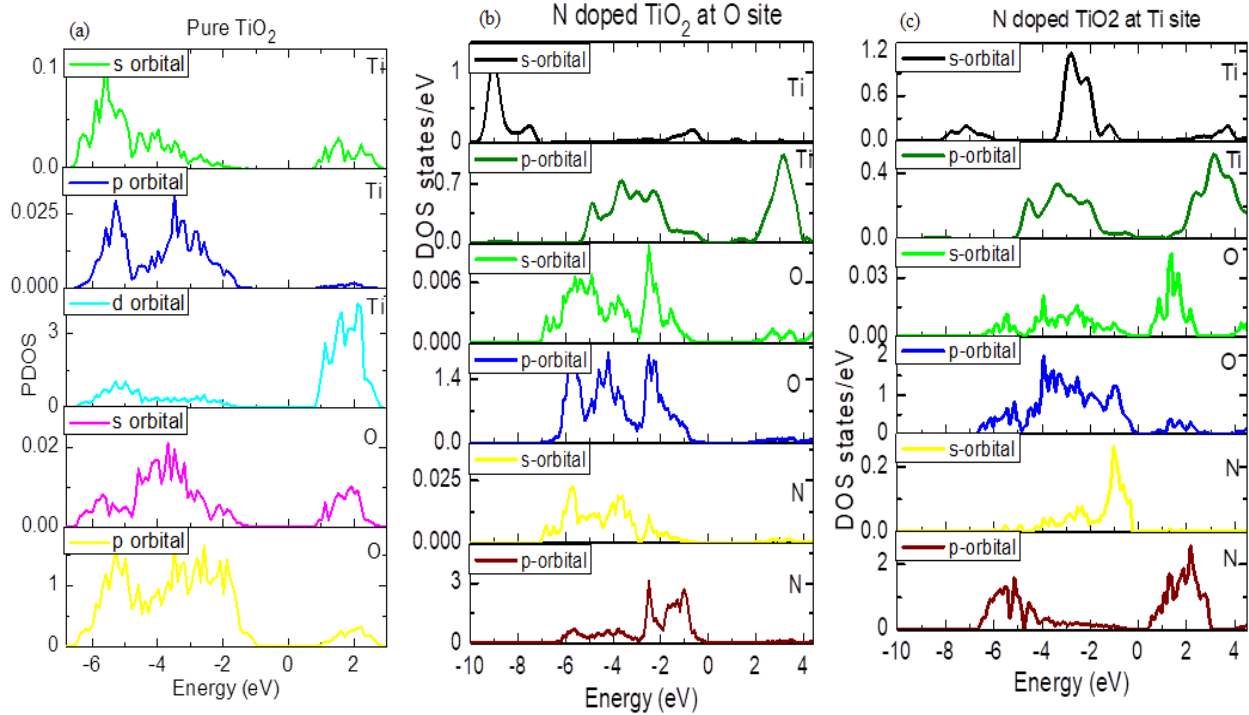 (a)
Pure TiO2
PDOS
0.1
0.0
s orbital
Ti
0.025
0.000
p orbital
Ti
3
0
d orbital
Ti
0.02
0.00
s orbital
O
1
0
p orbital
O
-6 -4 -2 0 2
Energy (eV)
(b)
N doped TiO2 at O site
DOS states/eV
1
0
s-orbital
Ti
0.7
0.0
p-orbital
Ti
0.006
0.000
s-orbital
O
1.4
0.0
p-orbital
O
0.025
0.000
s-orbital
N
3
0
p-orbital
N
-10 -8 -6 -4 -2 0 2 4
Energy (eV)
(c)
N doped TiO2 at Ti site
DOS states/eV
1.2
0.6
0.0
s-orbital
Ti
0.4
0.2
0.0
p-orbital
Ti
0.03
0.00
s-orbital
O
2
1
0
p-orbital
O
0.2
0.0
s-orbital
N
2
0
p-orbital
N
-10 -8 -6 -4 -2 0 2 4
Energy (eV)